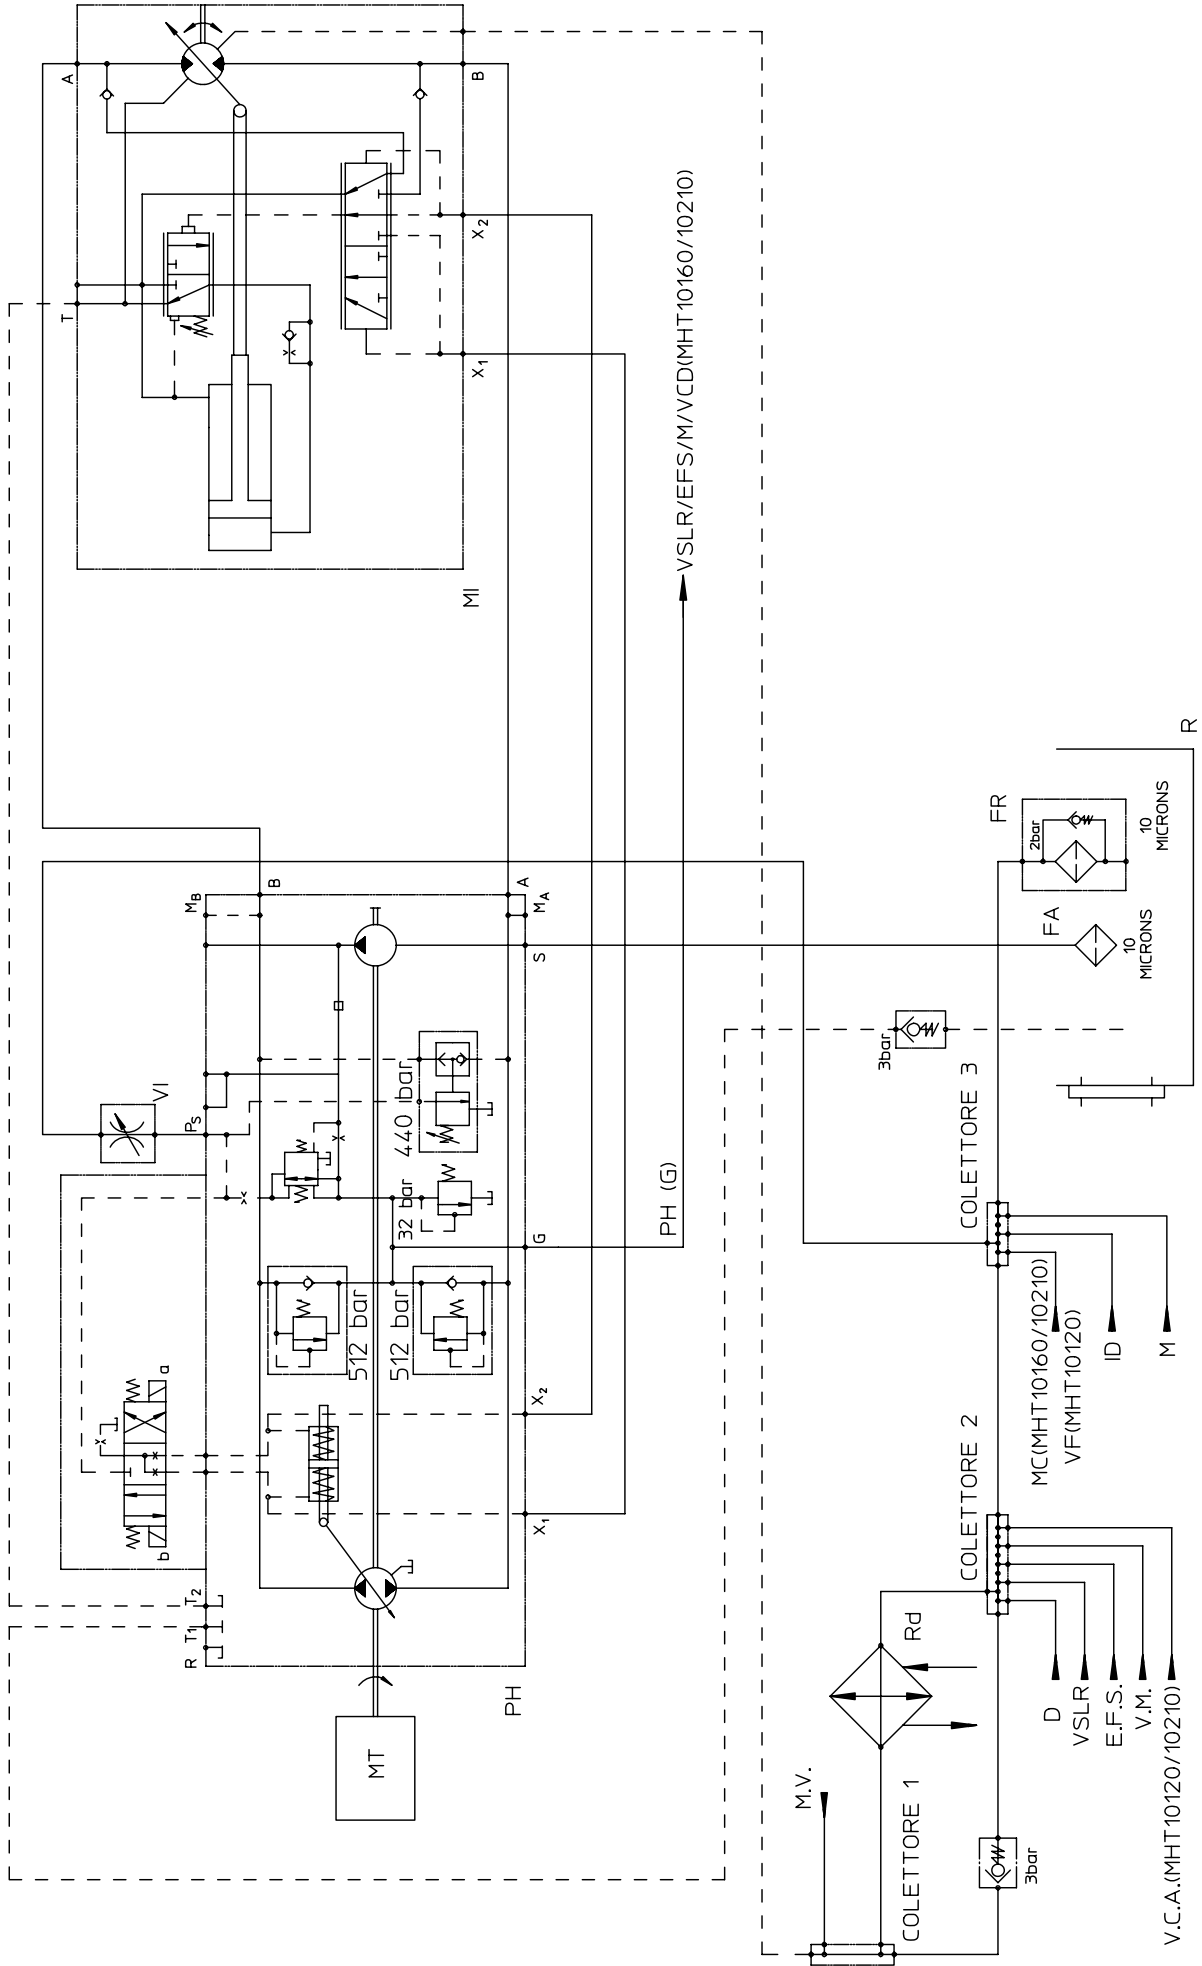 A
B
T
X2
X1
MI
VSLR/EFS/M/VCD(MHT10160/10210)
MB
B
A
MA
S
VI
PS
440 bar
32 bar
G
PH (G)
512 bar
512 bar
a
b
X2
X1
R
T1
T2
PH
MT
R
FR
2bar
10
MICRONS
FA
10
MICRONS
3bar
COLETTORE 3
MC(MHT10160/10210)
VF(MHT10120)
ID
M
COLETTORE 2
Rd
D
VSLR
E.F.S.
V.M.
V.C.A.(MHT10120/10210)
M.V.
COLETTORE 1
3bar